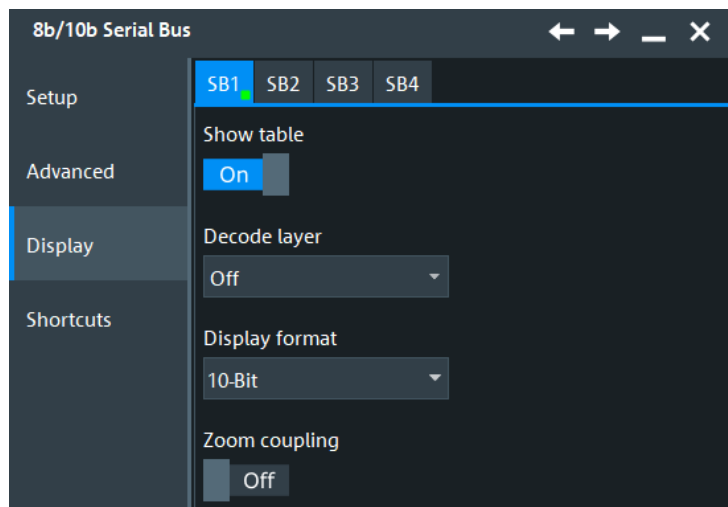 8b/10b Serial Bus
Setup
Advanced
Display
Shortcuts
SB1 SB2 SB3 SB4
Show table
On
Decode layer
Off
Display format
10-Bit
Zoom coupling
Off